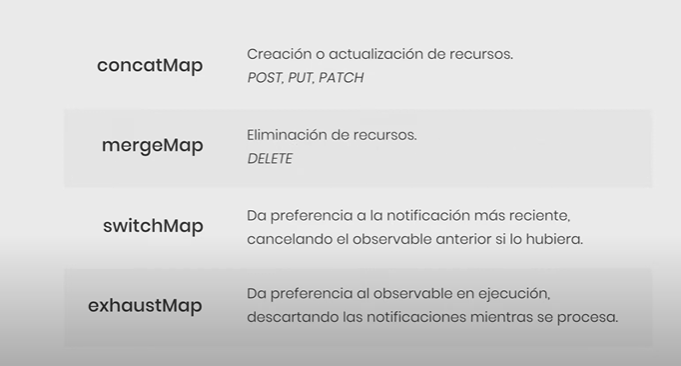 concatMap
Creación o actualización de recursos.
POST, PUT, PATCH
mergeMap
Eliminación de recursos.
DELETE
switchMap
Da preferencia a la notificación más reciente,
cancelando el observable anterior si lo hubiera.
exhaustMap
Da preferencia al observable en ejecución,
descartando las notificaciones mientras se procesa.